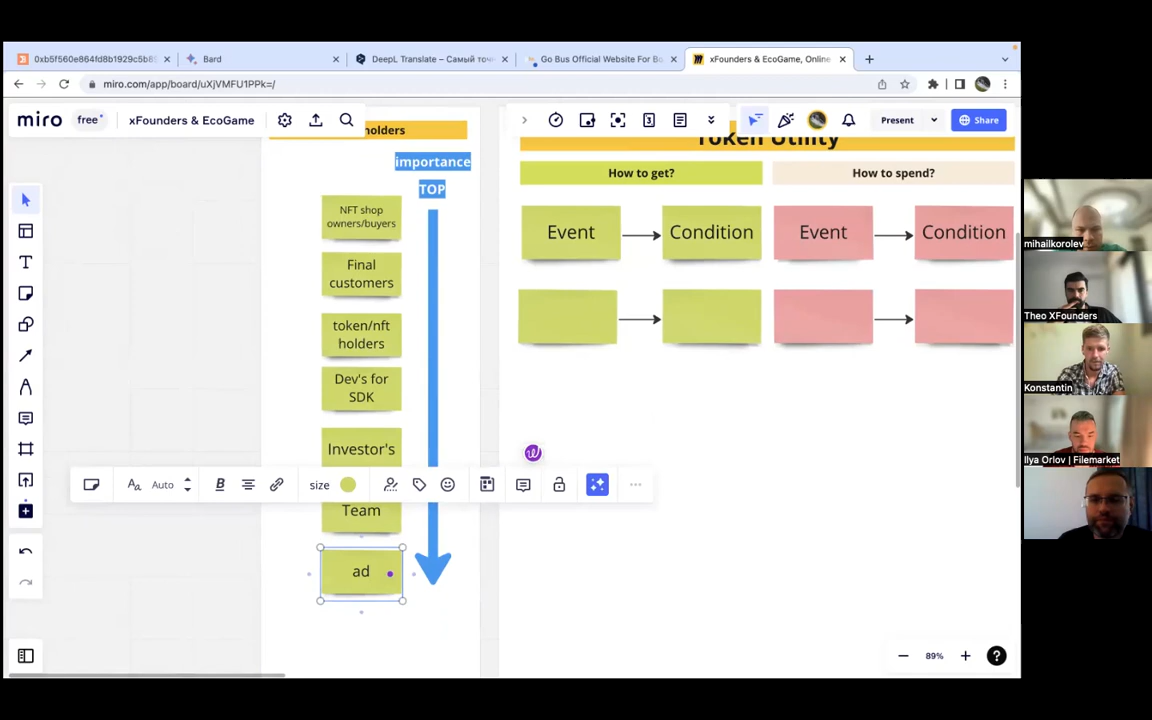 0xb5f560e864fd8b1929c5b8
Bard
DeepL Translate – Самый точ
Go Bus Official Website For Bo
xFounders & EcoGame, Online
miro.com/app/board/uXjVMFU1PPk=/
miro
free
xFounders & EcoGame
Present
Share
holders
importance
TOP
NFT shop
owners/buyers
Final
customers
token/nft
holders
Dev's for
SDK
Investor's
Auto
size
Team
ad
Token Utility
How to get?
How to spend?
Event
Condition
Event
Condition
89%
mihailkorolev
Theo XFounders
Konstantin
Ilya Orlov | Filemarket